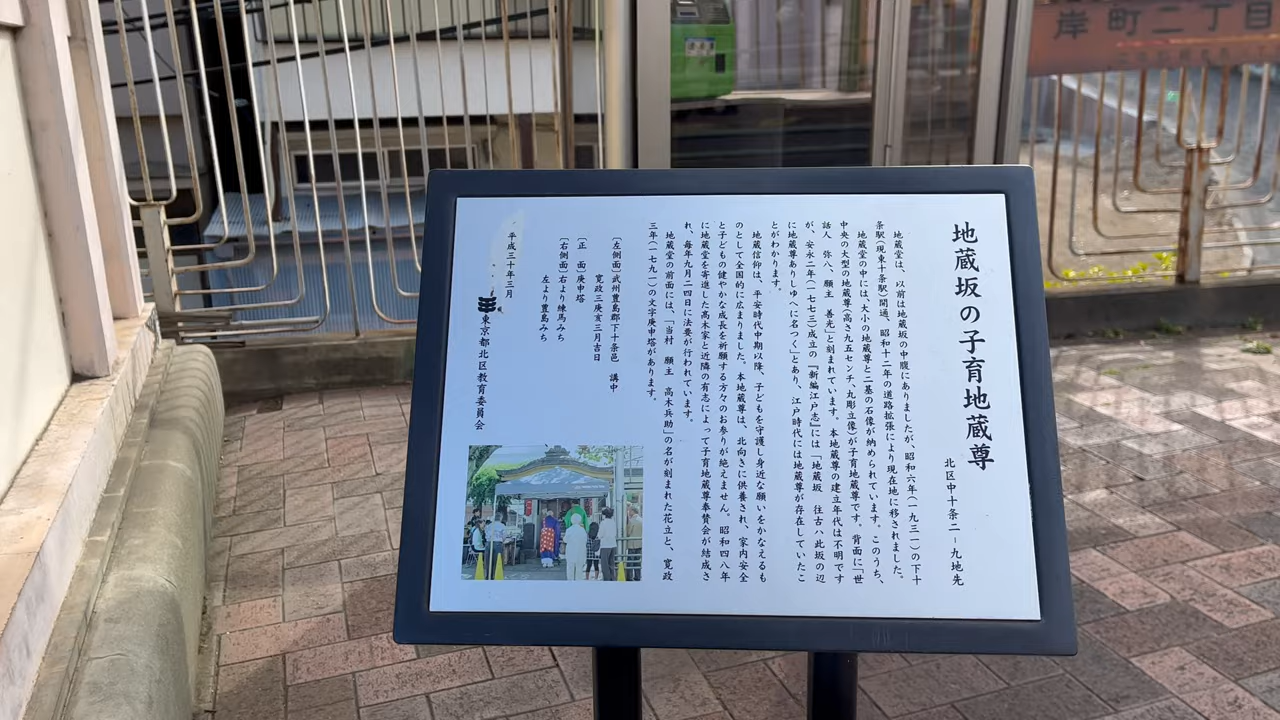 地蔵坂の子育地蔵尊
北区中十条二－九地先
地蔵堂は、以前は地蔵坂の中腹にありましたが、昭和六年(一九三一)の下十
条駅(現東十条駅)開通、昭和十二年の道路拡張により現在地に移されました。
地蔵堂の中には、大小の地蔵尊と二基の石像が納められています。このうち、
中央の大型の地蔵尊(高さ九五センチ、丸彫立像)が子育地蔵尊です。背面に「世
話人 弥八、願主 善光」と刻まれています。本地蔵尊の建立年代は不明です
が、安永二年(一七七三)成立の『新編江戸志』には「地蔵坂 往古ハ此坂の辺
に地蔵尊ありしゆへに名つく」とあり、江戸時代には地蔵尊が存在していたこ
とがわかります。
地蔵信仰は、平安時代中期以降、子どもを守護し身近な願いをかなえるも
のとして全国的に広まりました。本地蔵尊は、北向きに供養され、家内安全
と子どもの健やかな成長を祈願する方々のお参りが絶えません。昭和四八年
に地蔵堂を寄進した高木家と近隣の有志によって子育地蔵尊奉賛会が結成さ
れ、毎年九月二四日に法要が行われています。
地蔵堂の前面には、「当村 願主 高木兵助」の名が刻まれた花立と、寛政
三年(一七九一)の文字庚申塔があります。
[左側面]武州豊島郡下十条邑 講中
寛政三庚亥三月吉日
[正 面]庚申塔
[右側面]右より練馬みち
左より豊島みち
平成三十年三月
東京都北区教育委員会
岸町二丁目